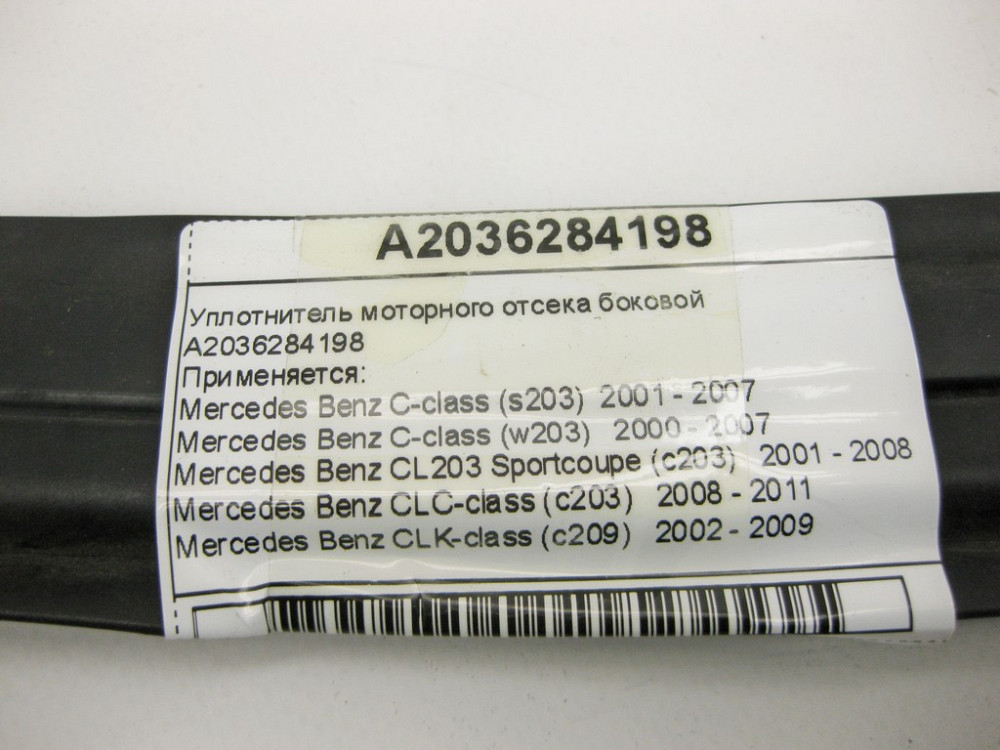 A2036284198
Уплотнитель моторного отсека боковой
A2036284198
Применяется:
Mercedes Benz C-class (s203) 2001 - 2007
Mercedes Benz C-class (w203) 2000 - 2007
Mercedes Benz CL203 Sportcoupe (c203) 2001 - 2008
Mercedes Benz CLC-class (c203) 2008 - 2011
Mercedes Benz CLK-class (c209) 2002 - 2009